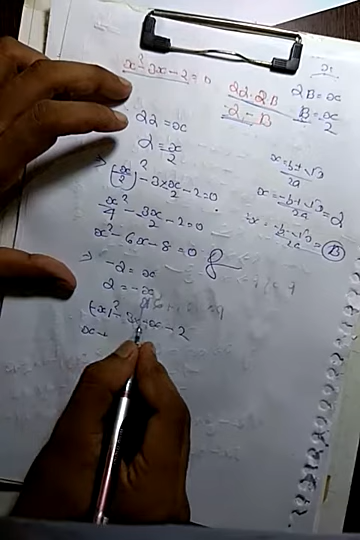 x² - 3x - 2 = 0
2α · 2β
-α · -β
2β = x
β = x/2
2α = x
α = x/2
⇒ (x/2)² - 3 × x/2 - 2 = 0
x²/4 - 3x/2 - 2 = 0
x² - 6x - 8 = 0
x = -b + √D / 2a
x = -b + √D / 2a = α
x = -b - √D / 2a = β
⇒ -α = x
α = -x
(-x)² - 3 × -x - 2
x +